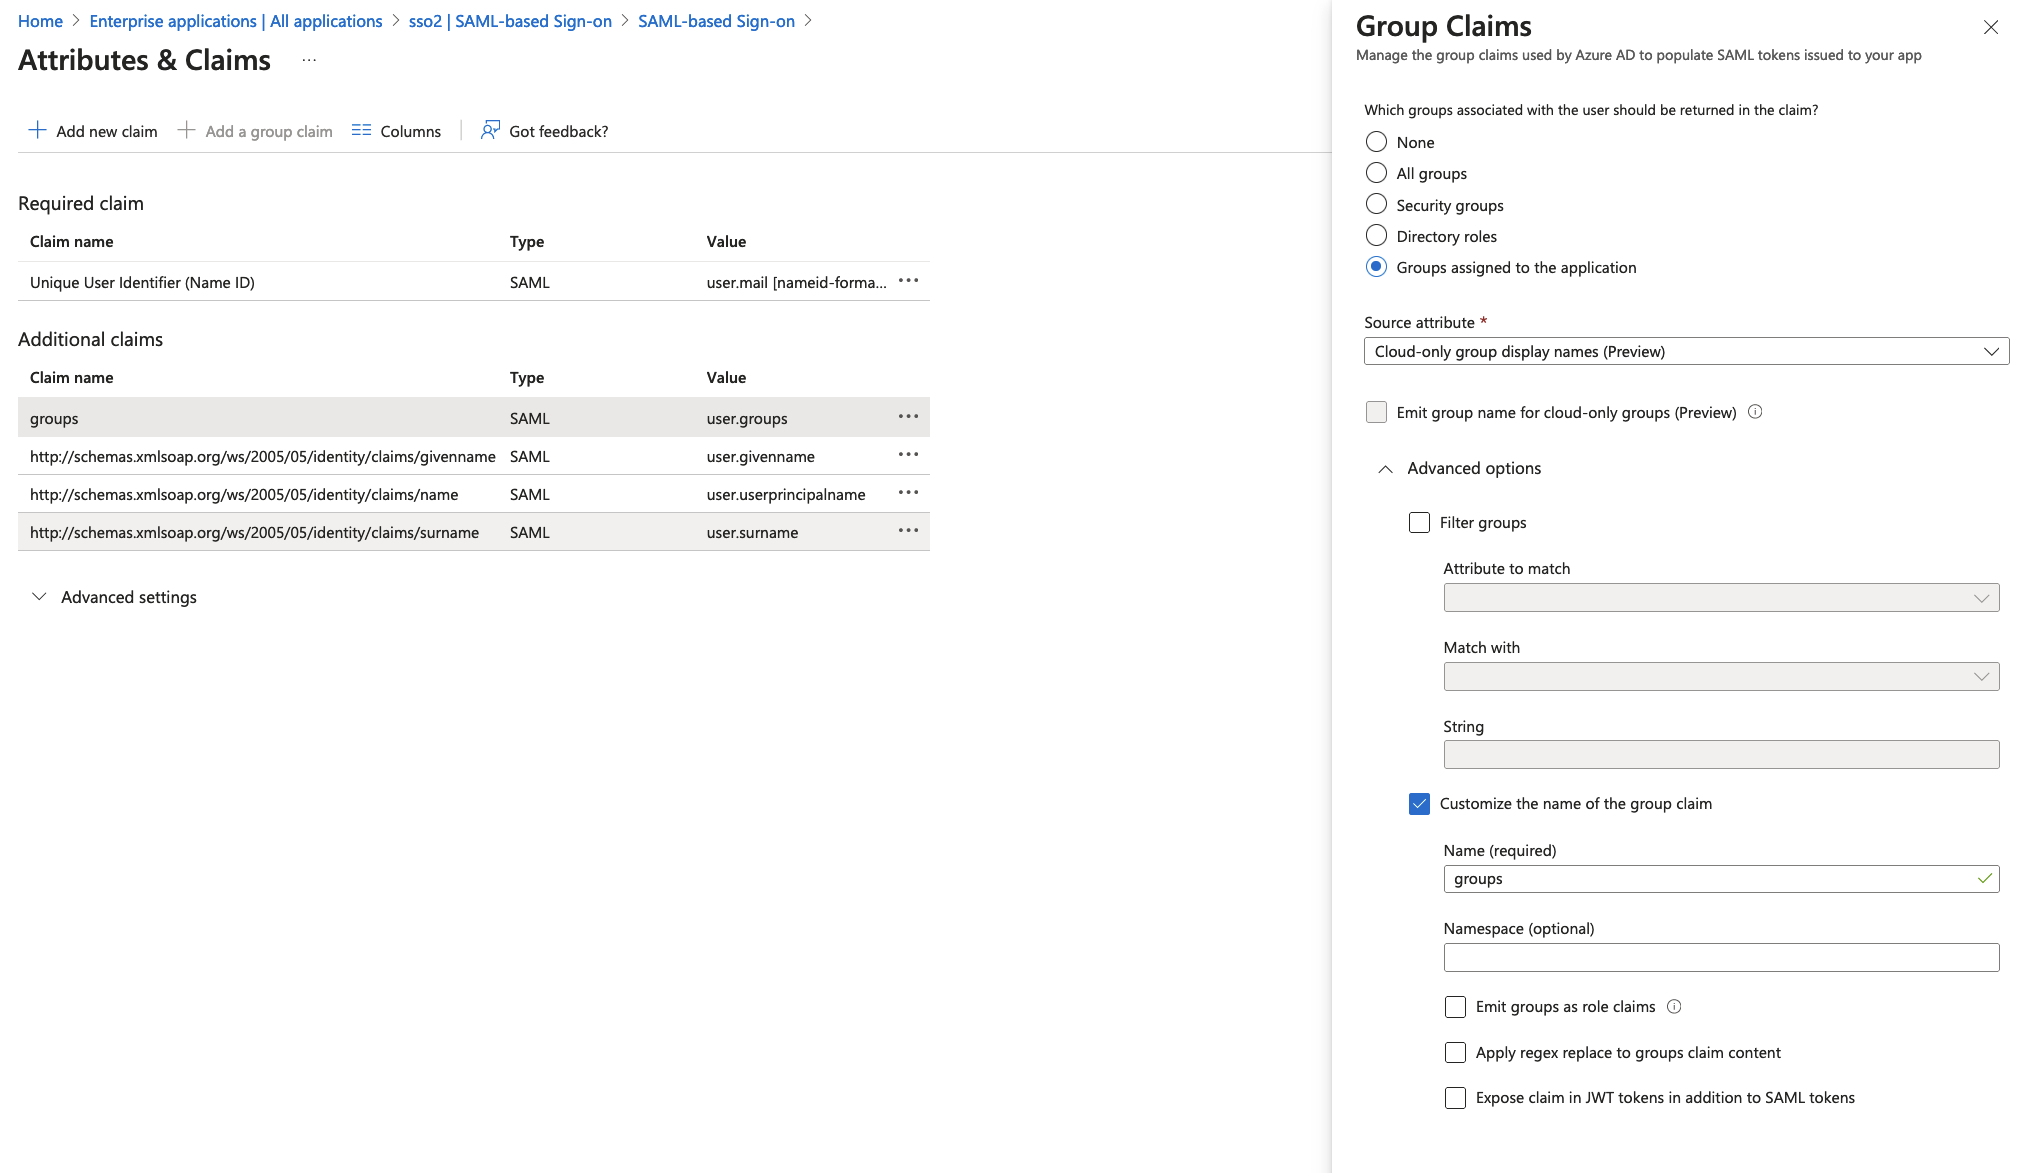 Home > Enterprise applications | All applications > sso2 | SAML-based Sign-on > SAML-based Sign-on >
Attributes & Claims ...
Add new claim Add a group claim Columns Got feedback?
Required claim
Claim name Type Value
Unique User Identifier (Name ID) SAML user.mail [nameid-forma...
Additional claims
Claim name Type Value
groups SAML user.groups
http://schemas.xmlsoap.org/ws/2005/05/identity/claims/givenname SAML user.givenname
http://schemas.xmlsoap.org/ws/2005/05/identity/claims/name SAML user.userprincipalname
http://schemas.xmlsoap.org/ws/2005/05/identity/claims/surname SAML user.surname
Advanced settings
Group Claims
Manage the group claims used by Azure AD to populate SAML tokens issued to your app
Which groups associated with the user should be returned in the claim?
None
All groups
Security groups
Directory roles
Groups assigned to the application
Source attribute *
Cloud-only group display names (Preview)
Emit group name for cloud-only groups (Preview)
Advanced options
Filter groups
Attribute to match
Match with
String
Customize the name of the group claim
Name (required)
groups
Namespace (optional)
Emit groups as role claims
Apply regex replace to groups claim content
Expose claim in JWT tokens in addition to SAML tokens